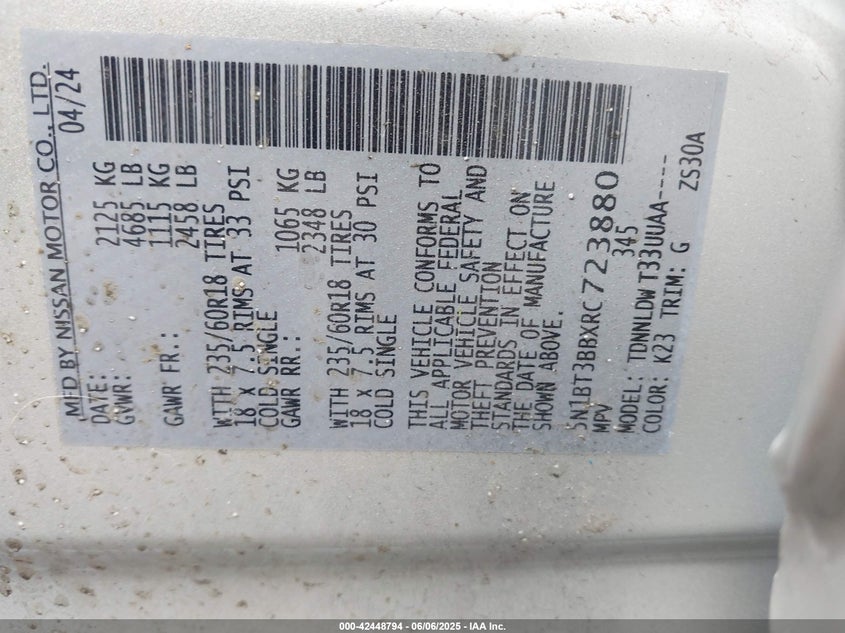 MFD BY NISSAN MOTOR CO., LTD.
DATE: 04/24
GVWR: 2125 KG
4685 LB
GAWR FR.: 1115 KG
2458 LB
WITH 235/60R18 TIRES
18 x 7.5 RIMS AT 33 PSI
COLD SINGLE
GAWR RR.: 1065 KG
2348 LB
WITH 235/60R18 TIRES
18 x 7.5 RIMS AT 30 PSI
COLD SINGLE
THIS VEHICLE CONFORMS TO
ALL APPLICABLE FEDERAL
MOTOR VEHICLE SAFETY AND
THEFT PREVENTION
STANDARDS IN EFFECT ON
THE DATE OF MANUFACTURE
SHOWN ABOVE.
5N1BT3BBXRC723880
MPV 345
MODEL: TDNNLDW T33UUAA----
COLOR: K23 TRIM: G ZS30A
000-42448794 - 06/06/2025 - IAA Inc.